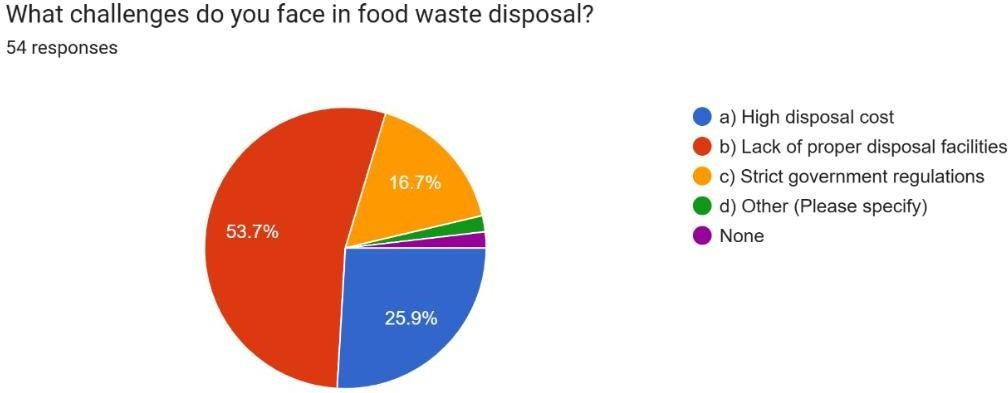 What challenges do you face in food waste disposal?
54 responses
a) High disposal cost
b) Lack of proper disposal facilities
c) Strict government regulations
d) Other (Please specify)
None
16.7%
53.7%
25.9%